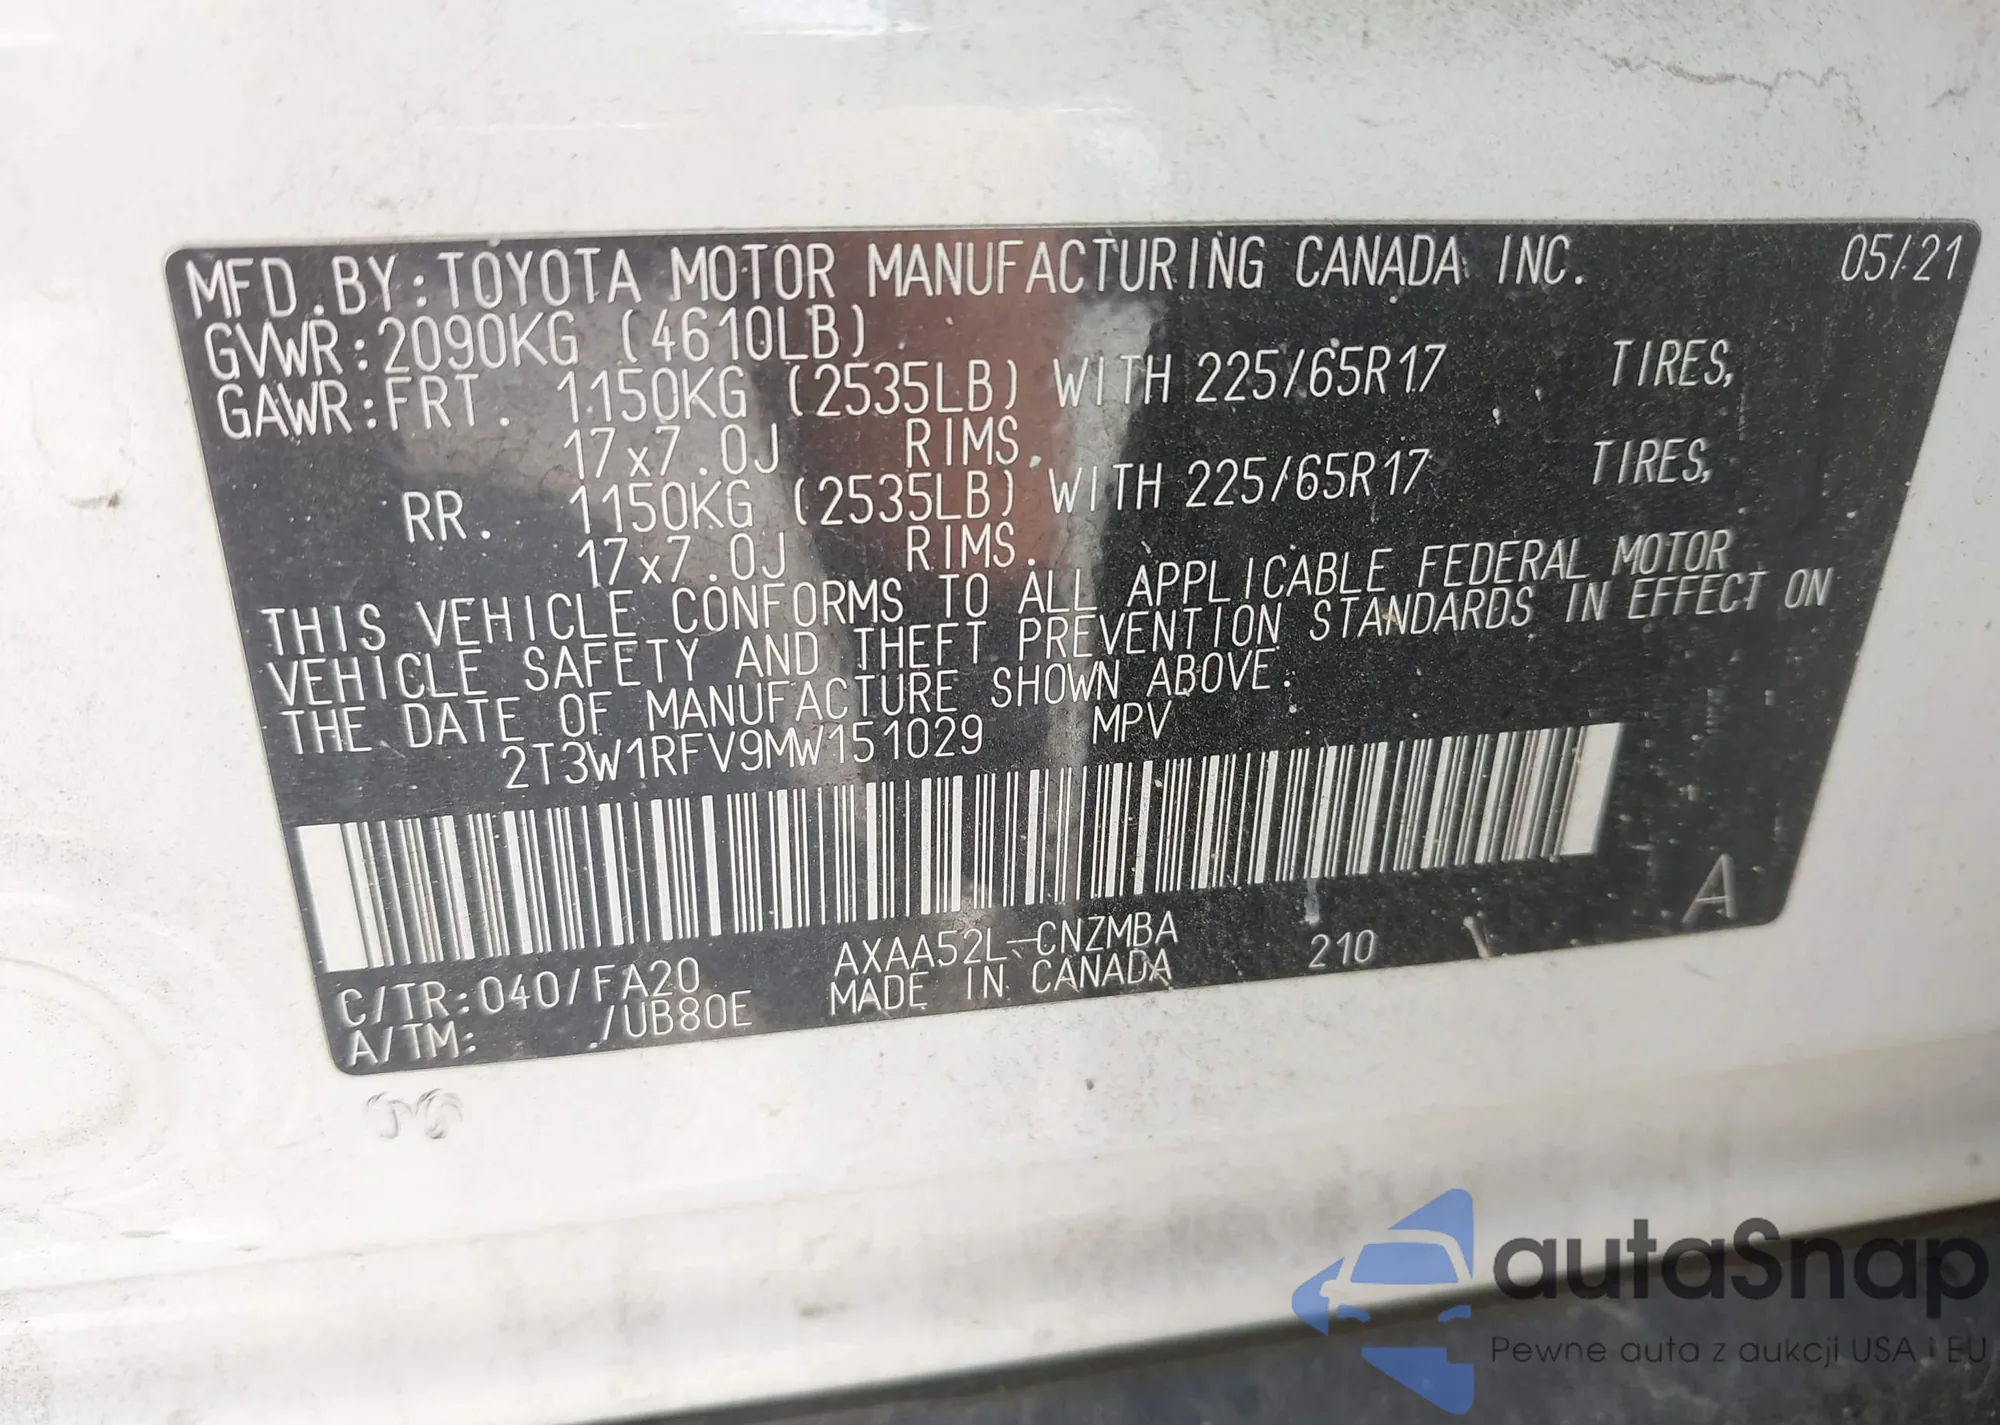 MFD.BY:TOYOTA MOTOR MANUFACTURING CANADA INC. 05/21
GVWR:2090KG (4610LB)
GAWR:FRT. 1150KG (2535LB) WITH 225/65R17 TIRES,
17x7.0J RIMS.
RR. 1150KG (2535LB) WITH 225/65R17 TIRES,
17x7.0J RIMS.
THIS VEHICLE CONFORMS TO ALL APPLICABLE FEDERAL MOTOR
VEHICLE SAFETY AND THEFT PREVENTION STANDARDS IN EFFECT ON
THE DATE OF MANUFACTURE SHOWN ABOVE.
2T3W1RFV9MW151029 MPV
A
C/TR:040/FA20 AXAA52L-CNZMBA 210
A/TM: /UB80E MADE IN CANADA
autaSnap
Pewne auta z aukcji USA i EU